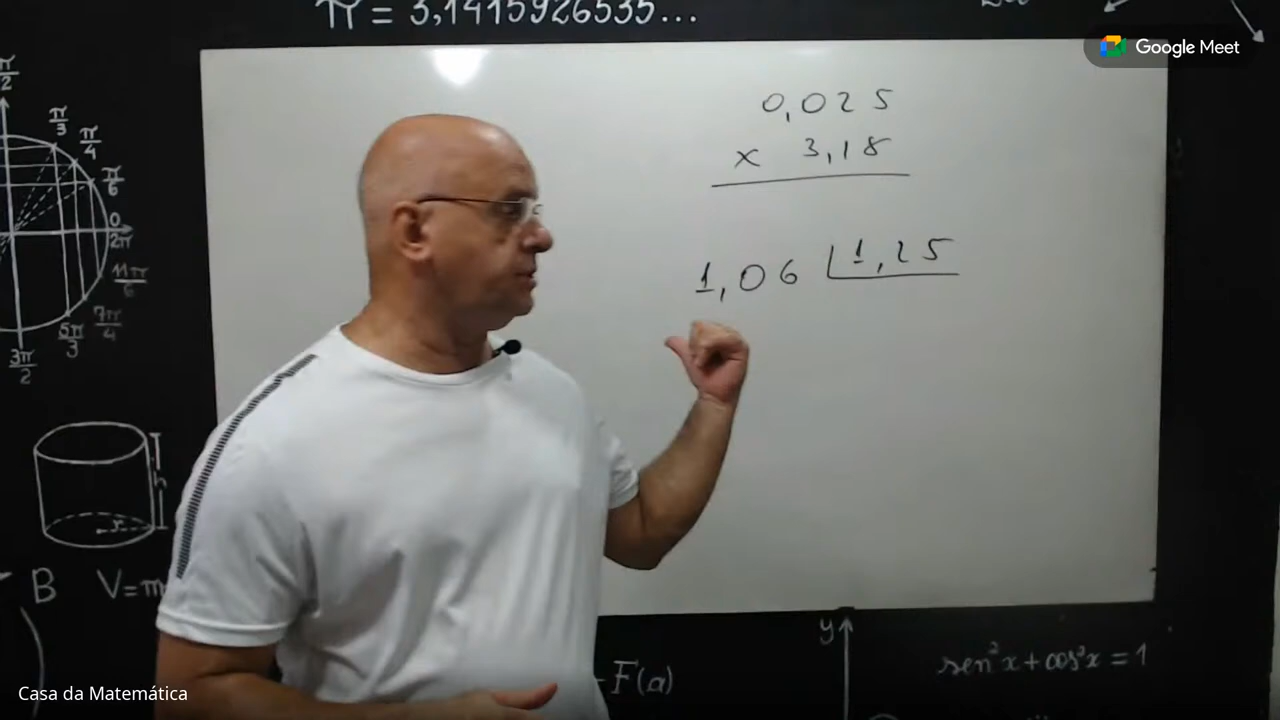 π = 3,1415926535...
Google Meet
0,025
x 3,18
1,06 1,25
π/2
π/3
π/4
π/6
0
2π
11π/6
7π/4
5π/3
3π/2
h
r
B V=m
F(a)
y
sen²x+cos²x=1
Casa da Matemática